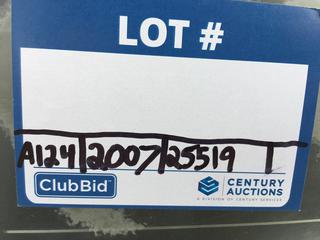 LOT #
A124 2007 25519
ClubBid
CENTURY
AUCTIONS
A DIVISION OF CENTURY SERVICES